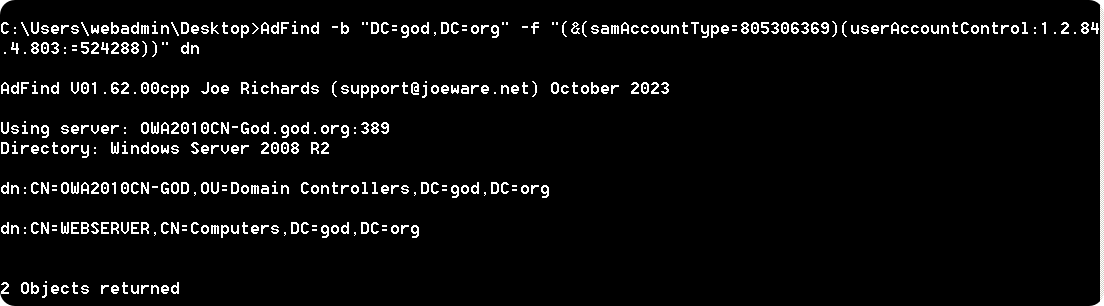 C:\Users\webadmin\Desktop>AdFind -b "DC=god,DC=org" -f "(&(samAccountType=805306369)(userAccountControl:1.2.84
.4.803:=524288))" dn
AdFind V01.62.00cpp Joe Richards (support@joeware.net) October 2023
Using server: OWA2010CN-God.god.org:389
Directory: Windows Server 2008 R2
dn:CN=OWA2010CN-GOD,OU=Domain Controllers,DC=god,DC=org
dn:CN=WEBSERVER,CN=Computers,DC=god,DC=org
2 Objects returned